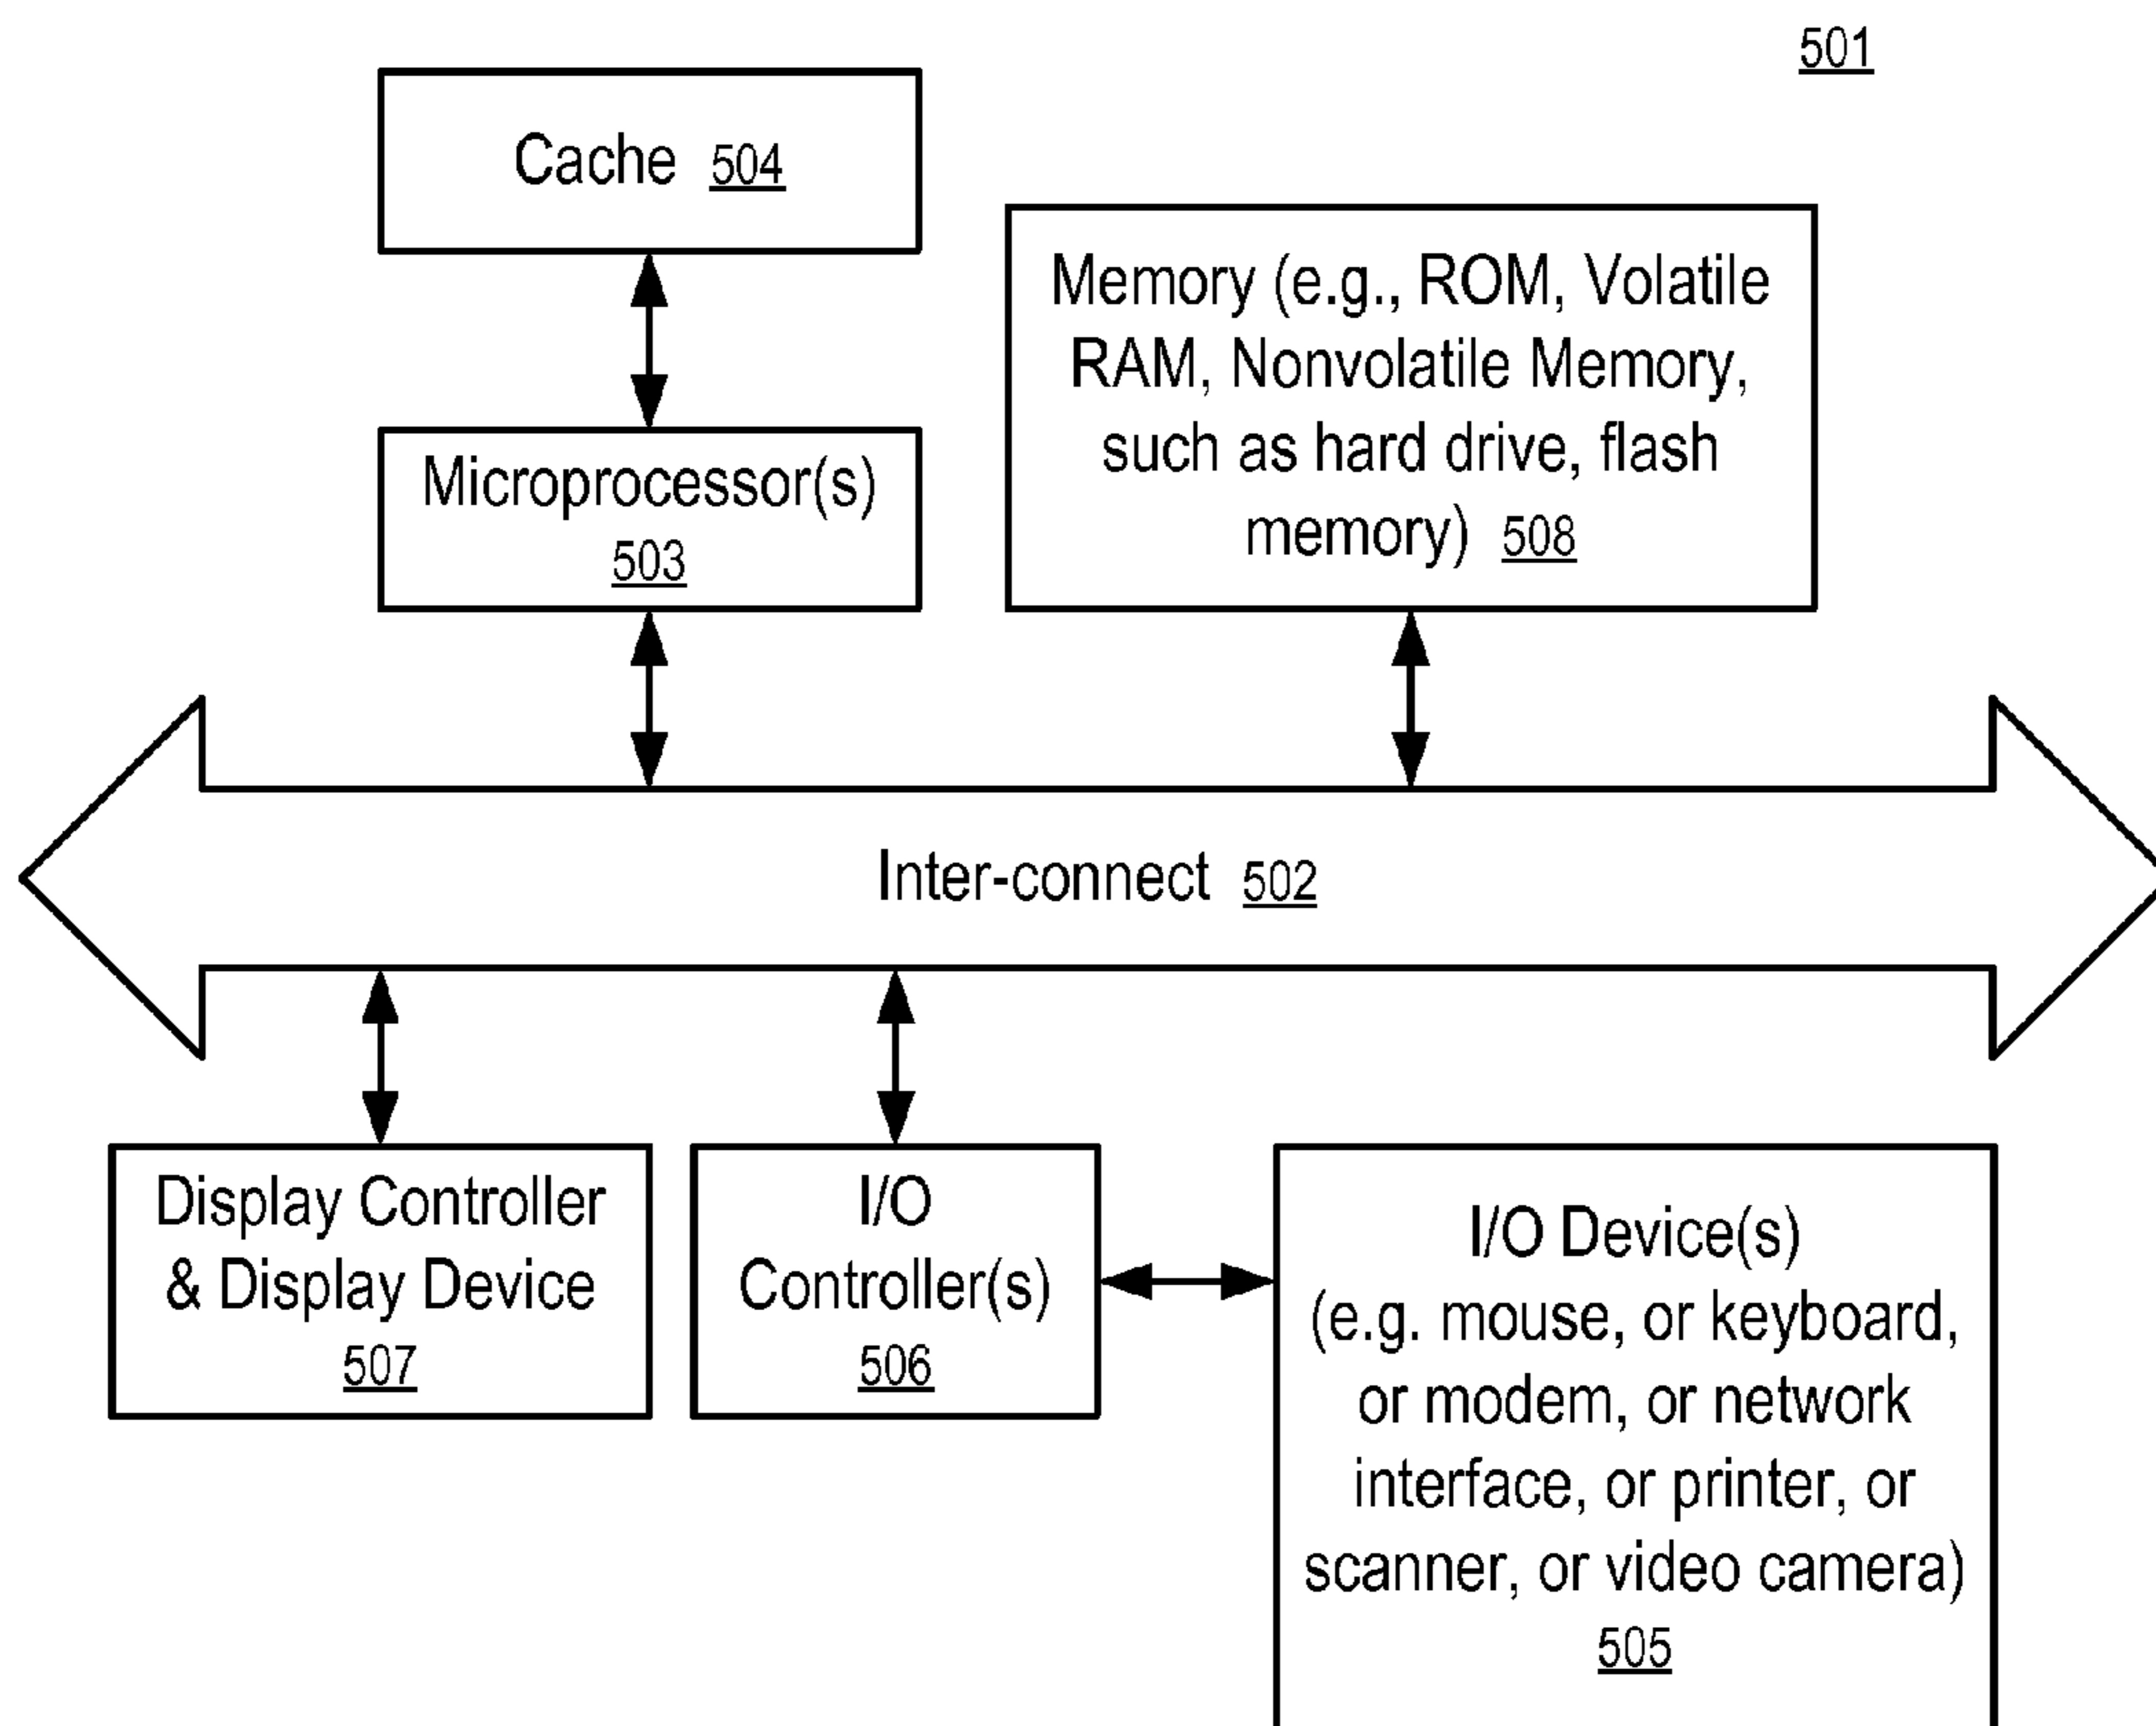 501
Cache 504
Memory (e.g., ROM, Volatile
RAM, Nonvolatile Memory,
such as hard drive, flash
memory) 508
Microprocessor(s)
503
Inter-connect 502
Display Controller
& Display Device
507
I/O
Controller(s)
506
I/O Device(s)
(e.g. mouse, or keyboard,
or modem, or network
interface, or printer, or
scanner, or video camera)
505